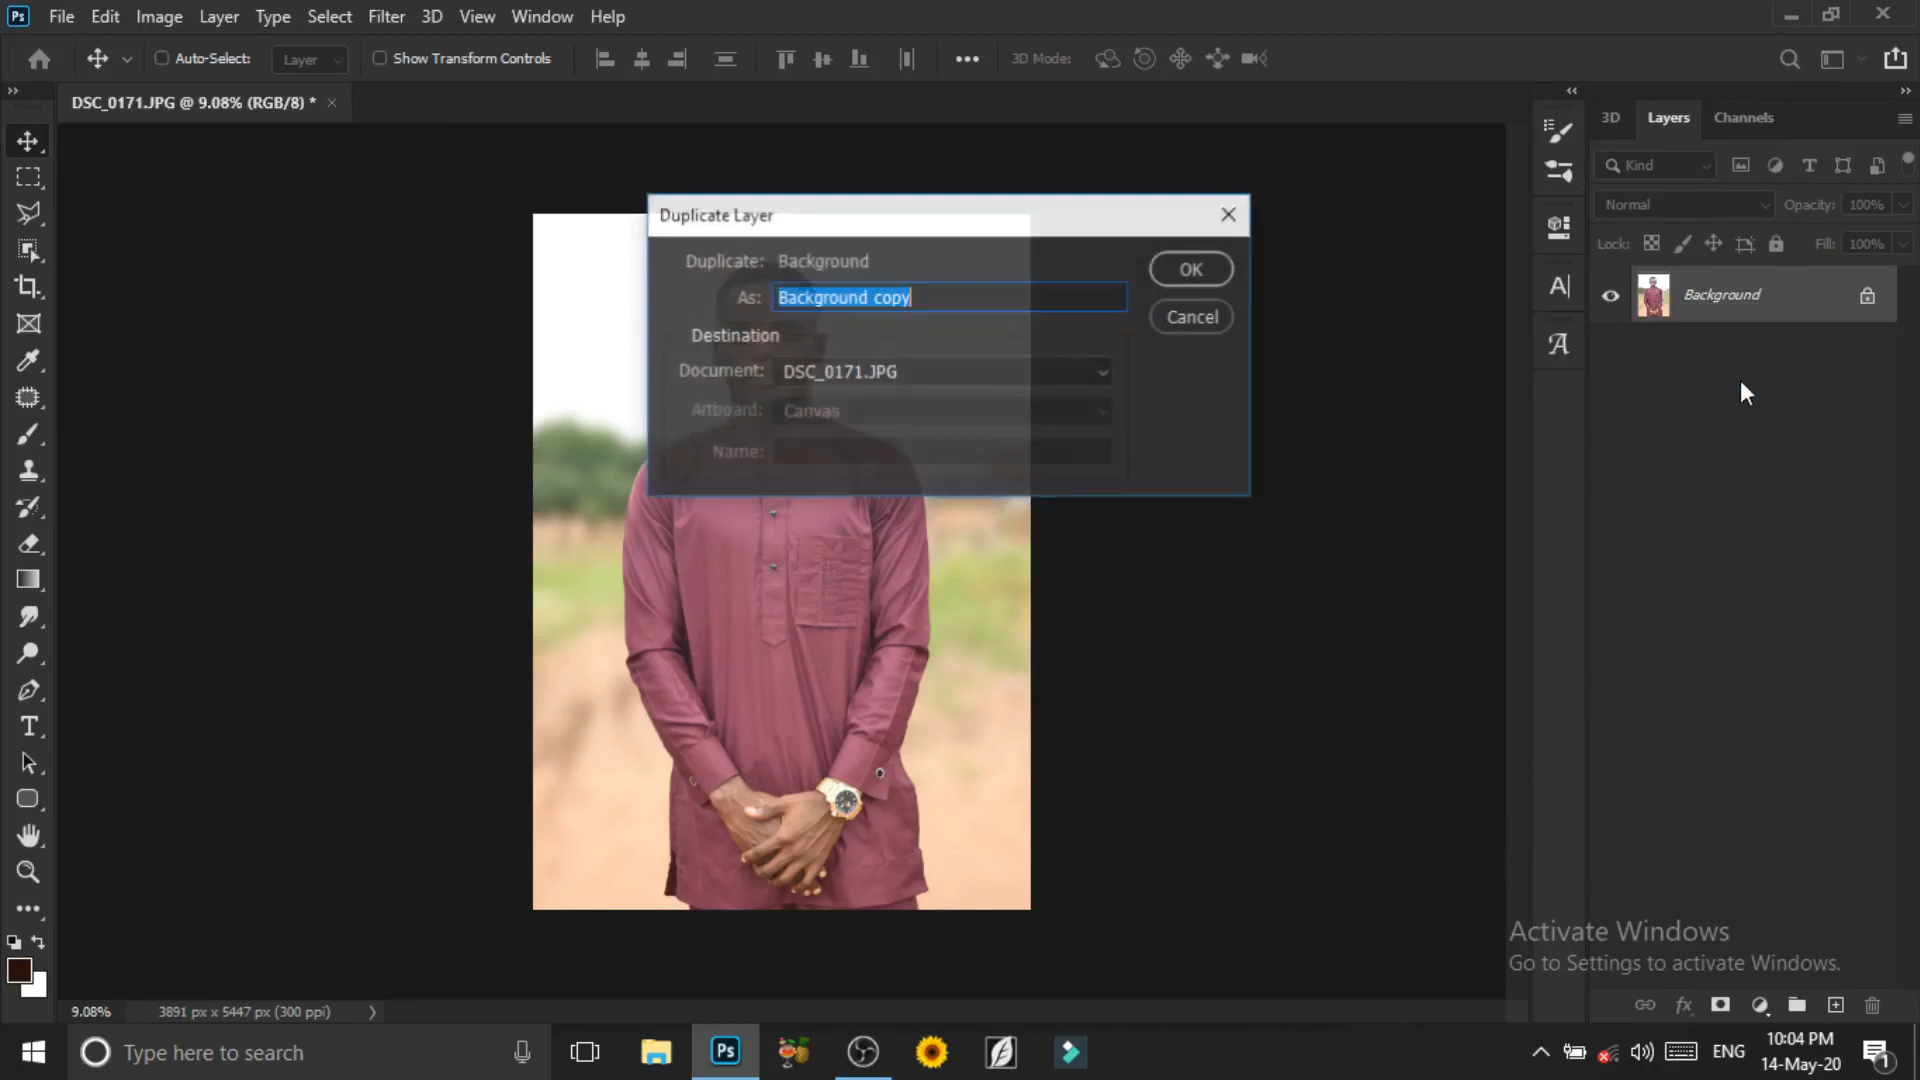 Ps File Edit Image Layer Type Select Filter 3D View Window Help
Auto-Select: Layer Show Transform Controls 3D Mode:
DSC_0171.JPG @ 9.08% (RGB/8) *
3D Layers Channels
Kind
Normal Opacity: 100%
Lock: Fill: 100%
Background
Duplicate Layer
Duplicate: Background
As: Background copy
OK
Cancel
Destination
Document: DSC_0171.JPG
Artboard: Canvas
Name:
Activate Windows
Go to Settings to activate Windows.
9.08% 3891 px x 5447 px (300 ppi)
Type here to search
Ps
ENG
10:04 PM
14-May-20
1